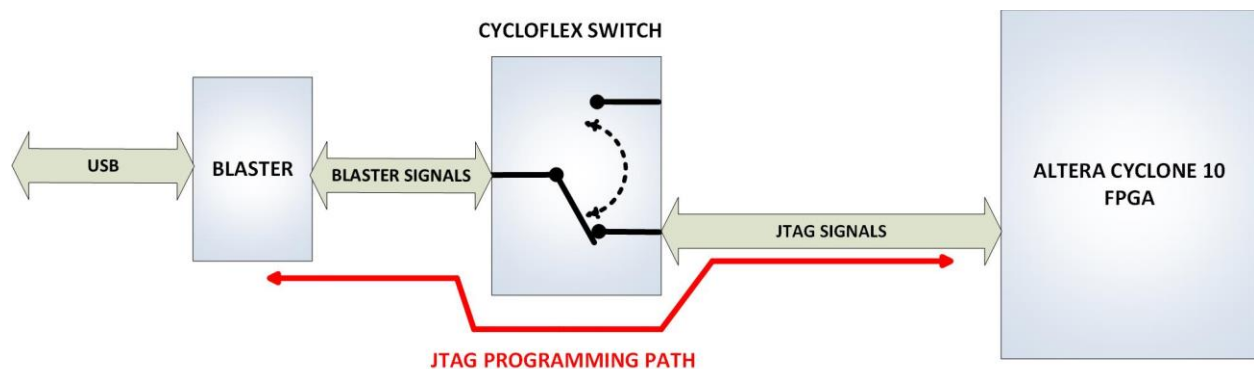 CYCLOFLEX SWITCH
USB
BLASTER
BLASTER SIGNALS
ALTERA CYCLONE 10
FPGA
JTAG SIGNALS
JTAG PROGRAMMING PATH